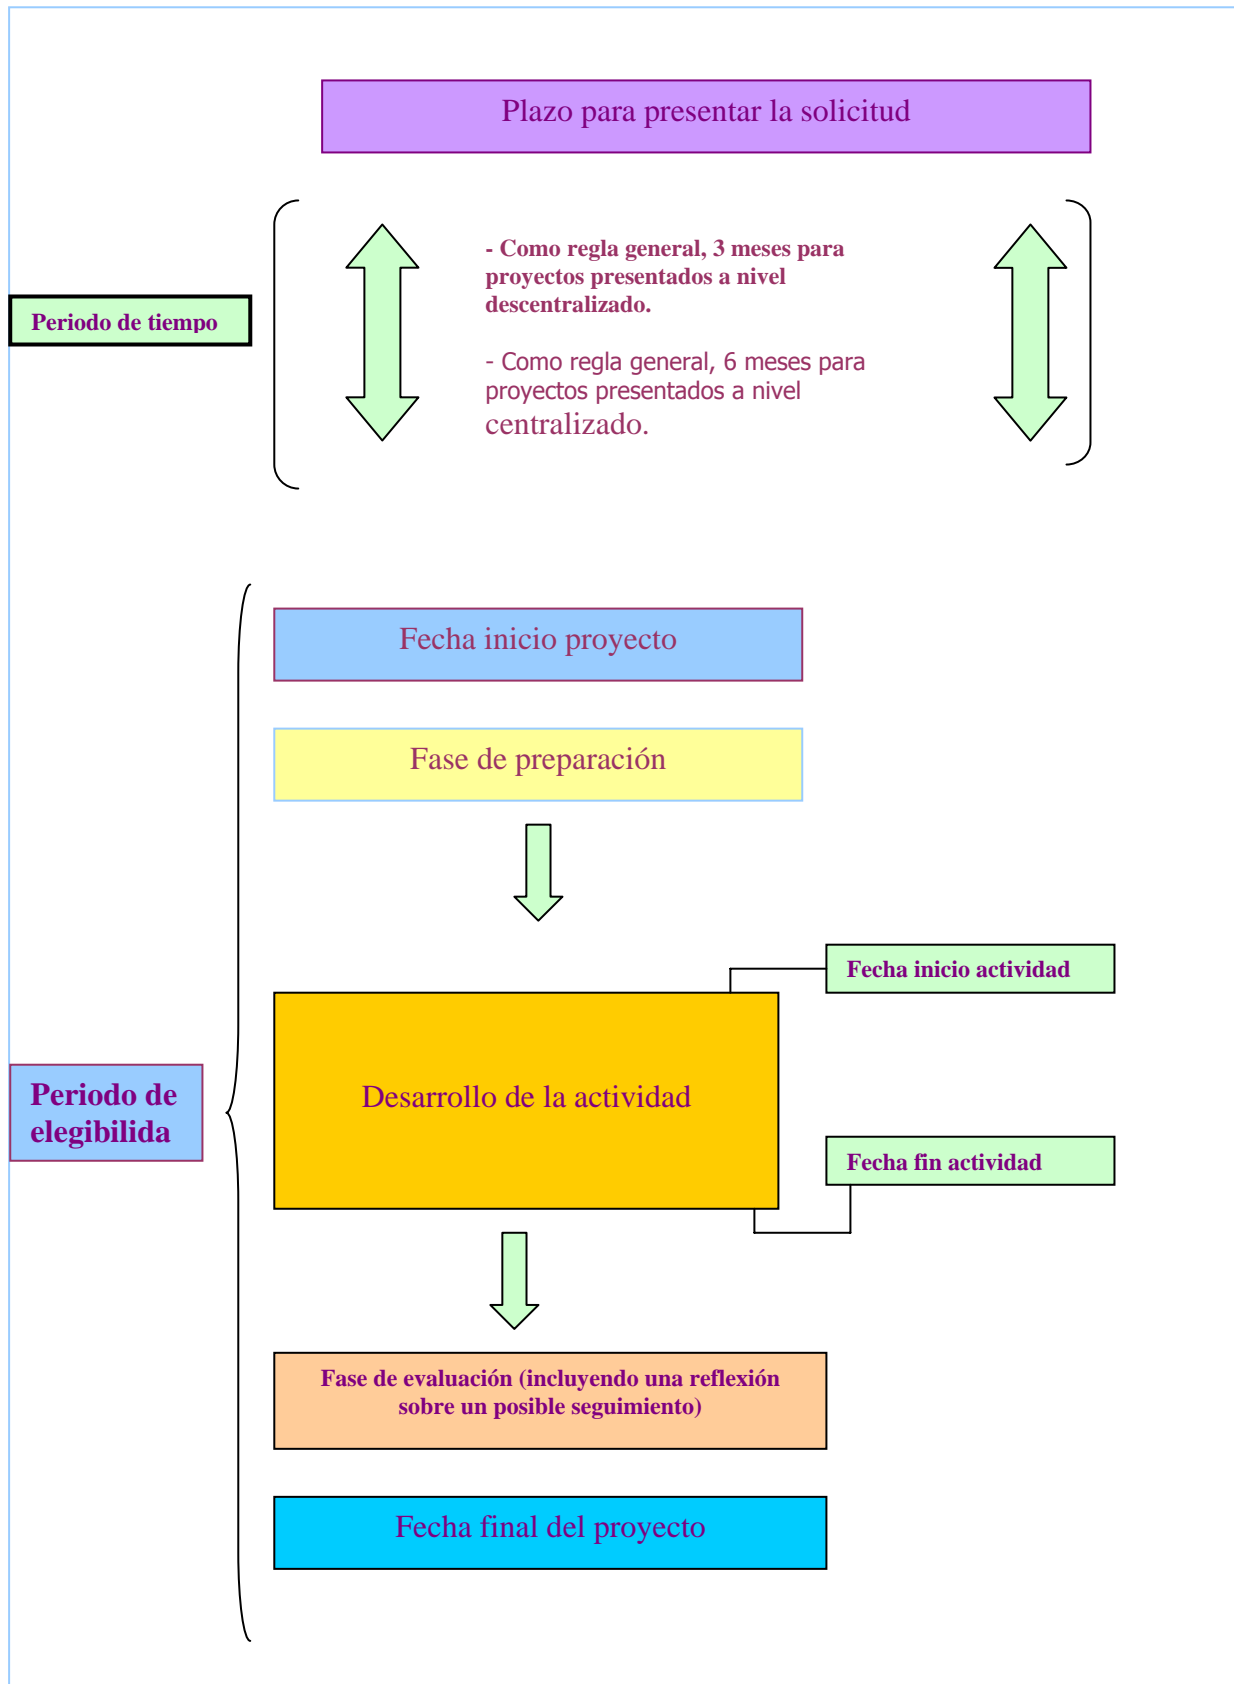 Plazo para presentar la solicitud
Periodo de tiempo
- Como regla general, 3 meses para
proyectos presentados a nivel
descentralizado.
- Como regla general, 6 meses para
proyectos presentados a nivel
centralizado.
Fecha inicio proyecto
Fase de preparación
Fecha inicio actividad
Periodo de
elegibilida
Desarrollo de la actividad
Fecha fin actividad
Fase de evaluación (incluyendo una reflexión
sobre un posible seguimiento)
Fecha final del proyecto